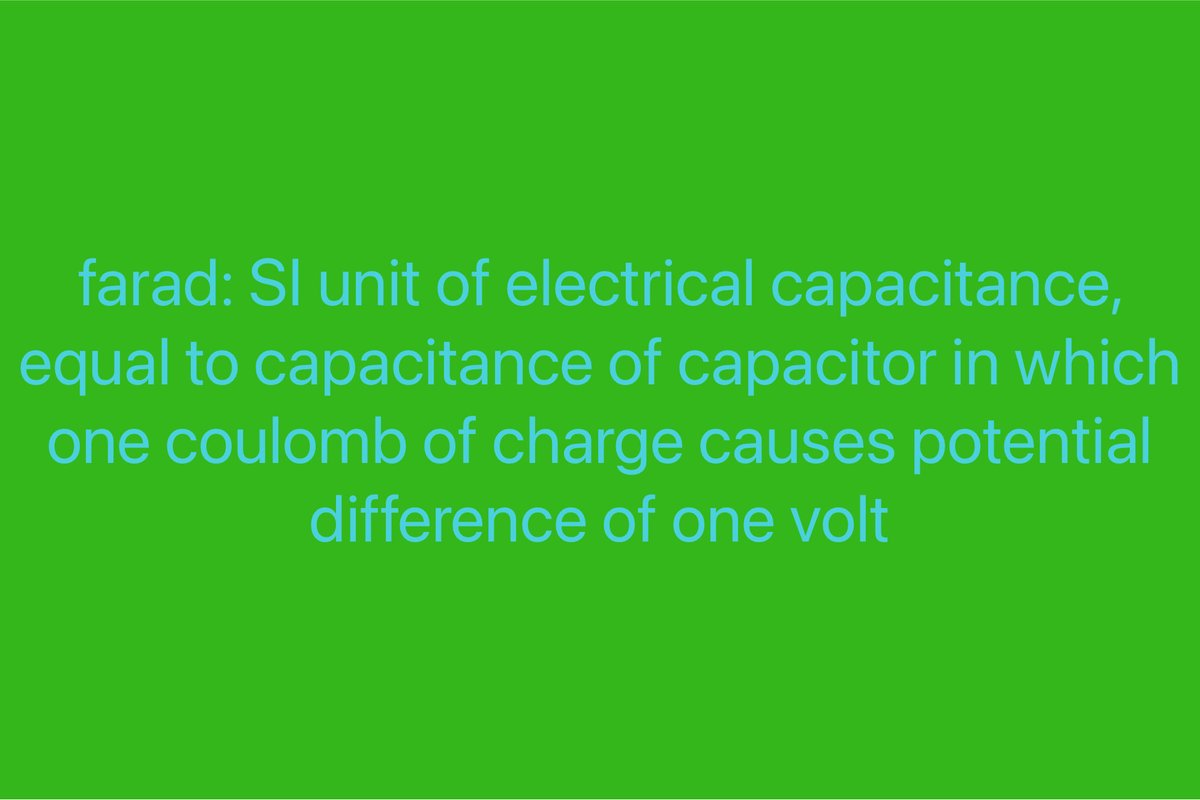 farad: SI unit of electrical capacitance,
equal to capacitance of capacitor in which
one coulomb of charge causes potential
difference of one volt